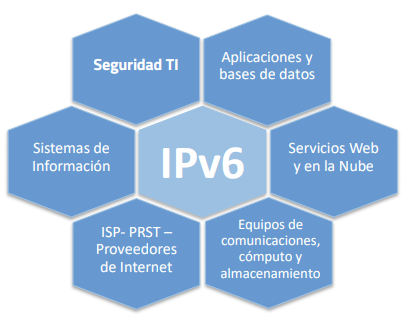 Seguridad TI
Aplicaciones y
bases de datos
Sistemas de
Información
IPv6
Servicios Web
y en la Nube
ISP- PRST –
Proveedores
de Internet
Equipos de
comunicaciones,
cómputo y
almacenamiento